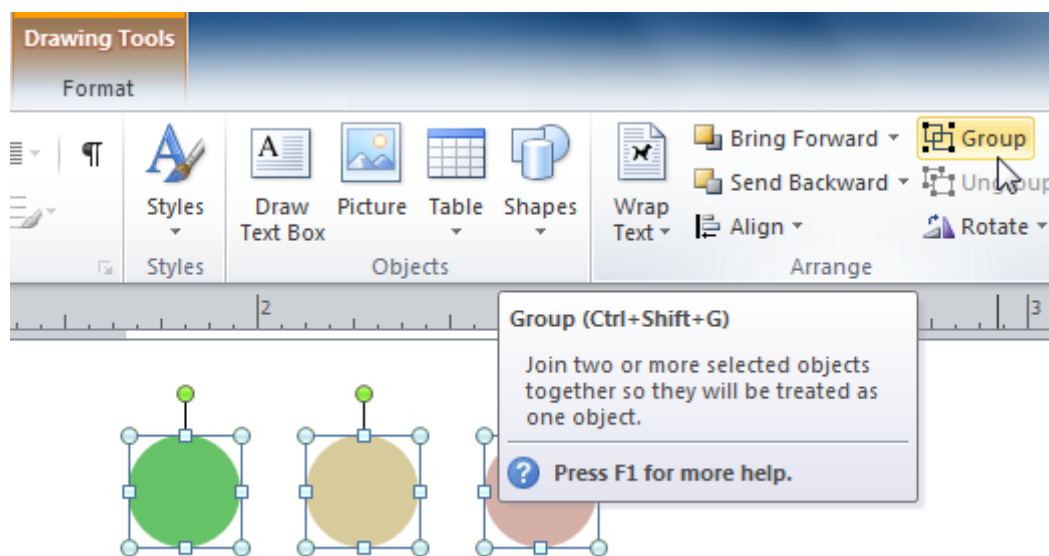 Drawing Tools
Format
¶
Styles
Draw
Text Box
Picture
Table
Shapes
Wrap
Text
Bring Forward
Send Backward
Align
Group
Ungroup
Rotate
Styles
Objects
Arrange
2
3
Group (Ctrl+Shift+G)
Join two or more selected objects
together so they will be treated as
one object.
Press F1 for more help.